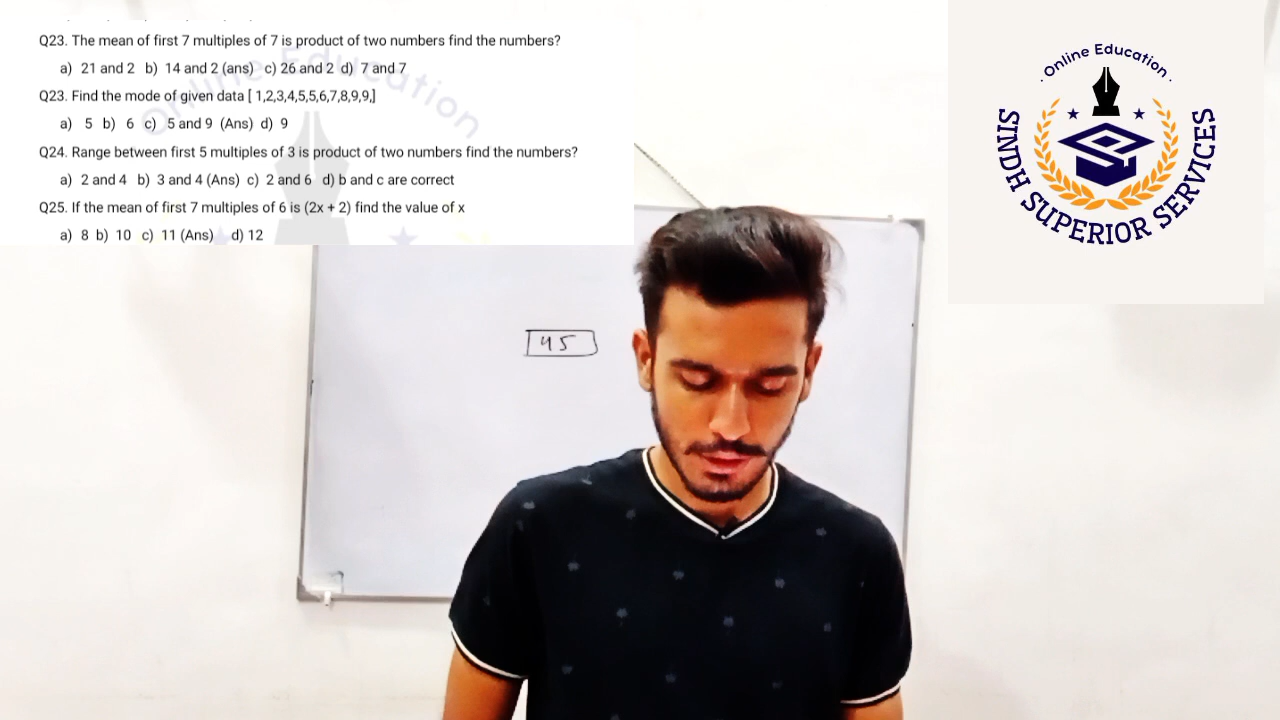 Q23. The mean of first 7 multiples of 7 is product of two numbers find the numbers?
a) 21 and 2 b) 14 and 2 (ans) c) 26 and 2 d) 7 and 7
Q23. Find the mode of given data [ 1,2,3,4,5,5,6,7,8,9,9,]
a) 5 b) 6 c) 5 and 9 (Ans) d) 9
Q24. Range between first 5 multiples of 3 is product of two numbers find the numbers?
a) 2 and 4 b) 3 and 4 (Ans) c) 2 and 6 d) b and c are correct
Q25. If the mean of first 7 multiples of 6 is (2x + 2) find the value of x
a) 8 b) 10 c) 11 (Ans) d) 12
Online Education
· Online Education ·
SINDH SUPERIOR SERVICES
45